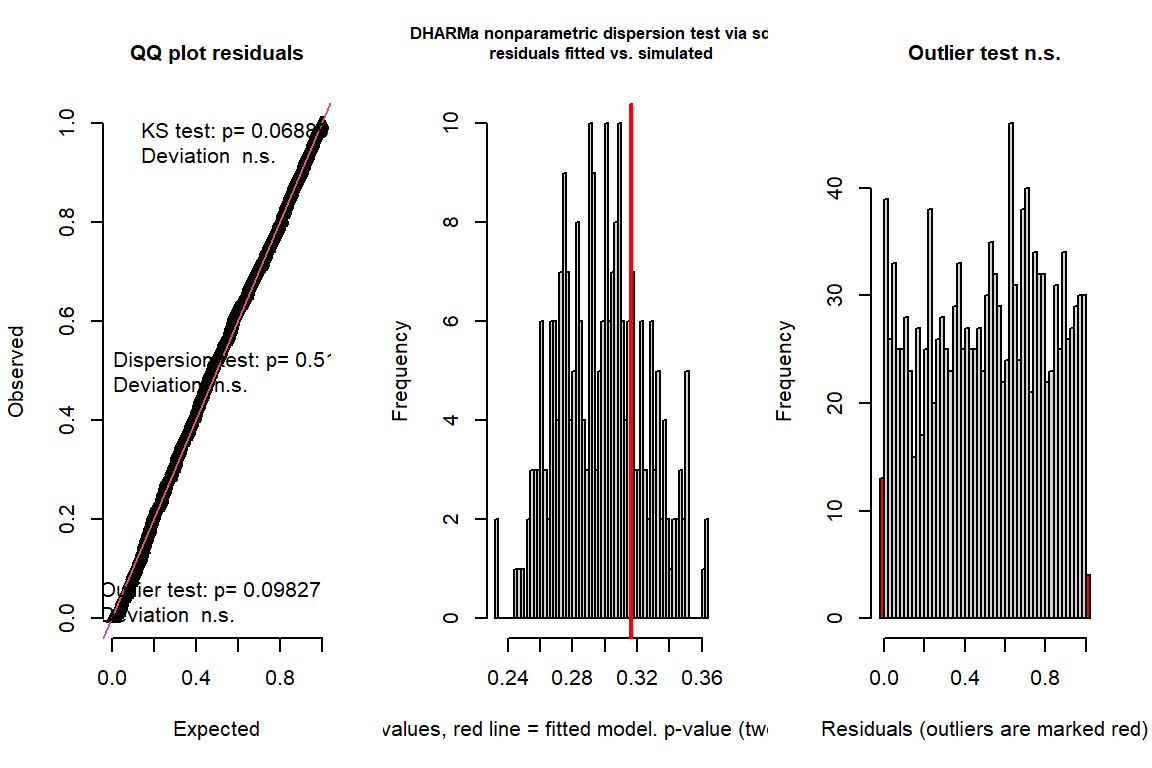 QQ plot residuals
KS test: p= 0.0688
Deviation  n.s.
Dispersion test: p= 0.51
Deviation  n.s.
Outlier test: p= 0.09827
Deviation  n.s.
Observed
0.0 0.2 0.4 0.6 0.8 1.0
0.0 0.4 0.8
Expected
DHARMa nonparametric dispersion test via sd
residuals fitted vs. simulated
Frequency
0 2 4 6 8 10
0.24 0.28 0.32 0.36
values, red line = fitted model. p-value (two
Outlier test n.s.
Frequency
0 10 20 30 40
0.0 0.4 0.8
Residuals (outliers are marked red)